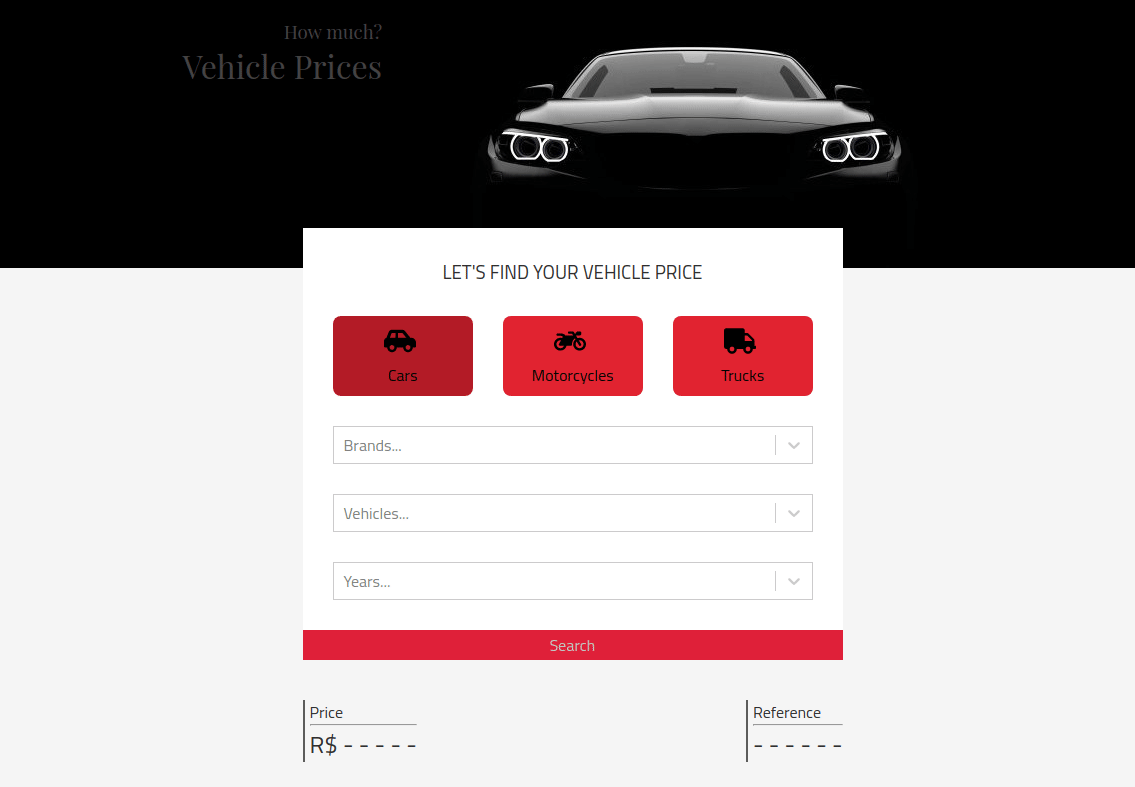 How much?
Vehicle Prices
LET'S FIND YOUR VEHICLE PRICE
Cars
Motorcycles
Trucks
Brands...
Vehicles...
Years...
Search
Price
R$ - - - - -
Reference
- - - - - -